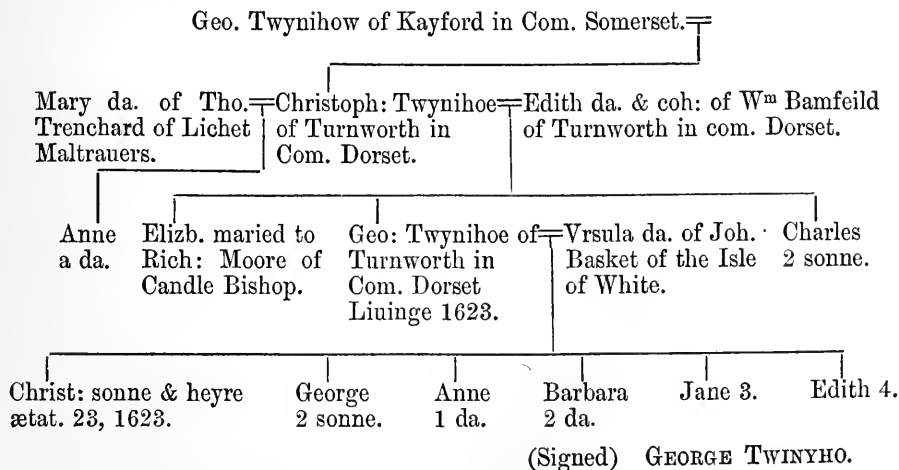 Geo. Twynihow of Kayford in Com. Somerset.
Mary da. of Tho.
Trenchard of Lichet
Maltrauers.
Christoph: Twynihoe
of Turnworth in
Com. Dorset.
Edith da. & coh: of Wᵐ Bamfeild
of Turnworth in com. Dorset.
Anne
a da.
Elizb. maried to
Rich: Moore of
Candle Bishop.
Geo: Twynihoe of
Turnworth in
Com. Dorset
Liuinge 1623.
Vrsula da. of Joh.
Basket of the Isle
of White.
Charles
2 sonne.
Christ: sonne & heyre
ætat. 23, 1623.
George
2 sonne.
Anne
1 da.
Barbara
2 da.
Jane 3.
Edith 4.
(Signed) GEORGE TWINYHO.